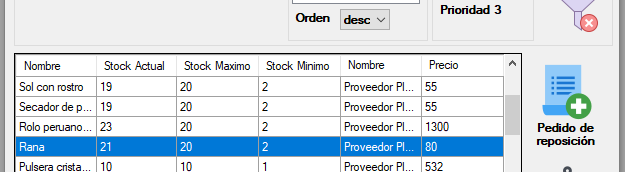 Prioridad 3
Orden desc
Nombre Stock Actual Stock Maximo Stock Minimo Nombre Precio
Sol con rostro 19 20 2 Proveedor Pl... 55
Secador de p... 19 20 2 Proveedor Pl... 55
Rolo peruano... 23 20 2 Proveedor Pl... 1300
Rana 21 20 2 Proveedor Pl... 80
Pulsera crista... 10 10 1 Proveedor Pl... 532
Pedido de
reposición